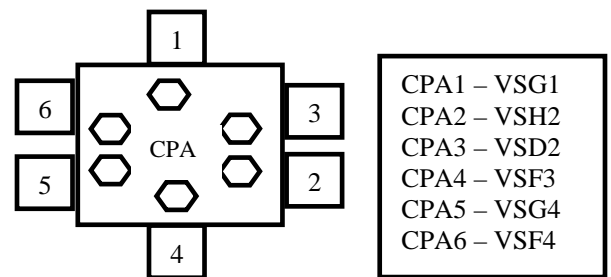 1
6
3
CPA
5
2
4
CPA1 – VSG1
CPA2 – VSH2
CPA3 – VSD2
CPA4 – VSF3
CPA5 – VSG4
CPA6 – VSF4